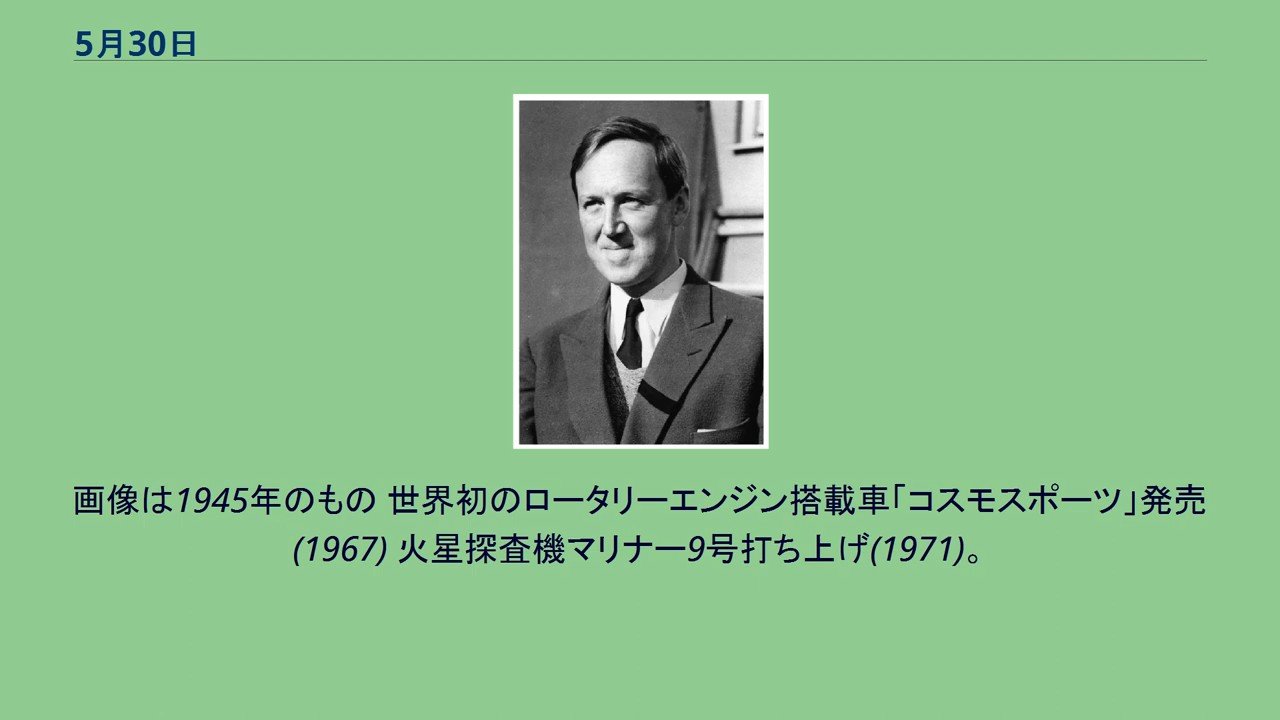 5月30日
画像は1945年のもの 世界初のロータリーエンジン搭載車「コスモスポーツ」発売
(1967) 火星探査機マリナー9号打ち上げ(1971)。